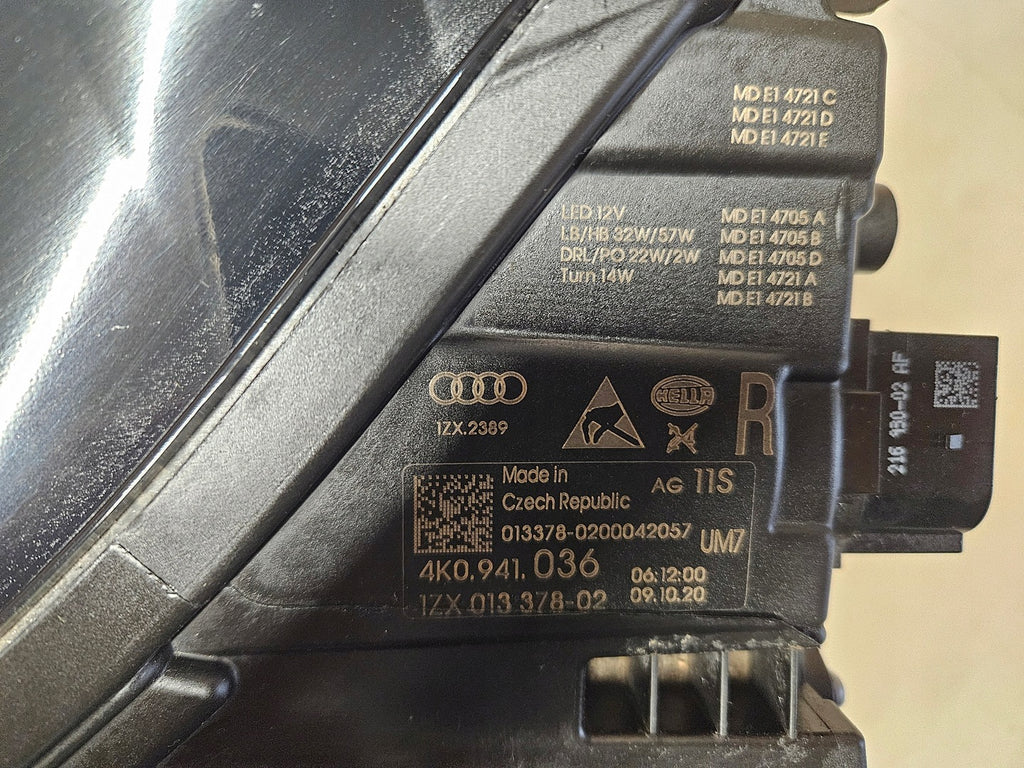 MD E1 4721 C
MD E1 4721 D
MD E1 4721 E
LED 12V
LB/HB 32W/57W
DRL/PO 22W/2W
Turn 14W
MD E1 4705 A
MD E1 4705 B
MD E1 4705 D
MD E1 4721 A
MD E1 4721 B
1ZX.2389
HELLA
R
216 950-02 AF
Made in
Czech Republic
AG 11S
013378-0200042057
UM7
4K0.941.036
06:12:00
1ZX 013 378-02
09.10.20